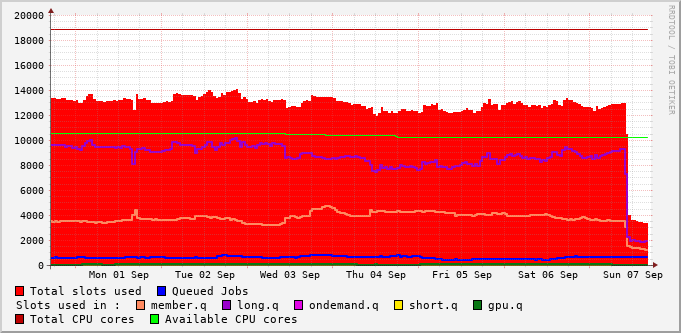 RRDTOOL / TOBI OETIKER
20000
18000
16000
14000
12000
10000
8000
6000
4000
2000
0
Mon 01 Sep Tue 02 Sep Wed 03 Sep Thu 04 Sep Fri 05 Sep Sat 06 Sep Sun 07 Sep
Total slots used Queued Jobs
Slots used in : member.q long.q ondemand.q short.q gpu.q
Total CPU cores Available CPU cores